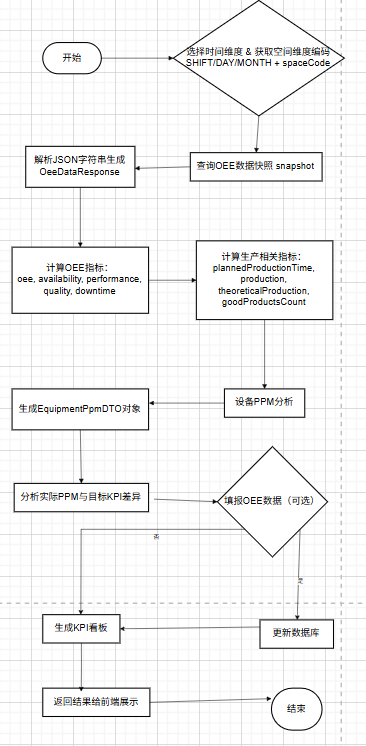 开始
选择时间维度 & 获取空间维度编码
SHIFT/DAY/MONTH + spaceCode
查询OEE数据快照 snapshot
解析JSON字符串生成
OeeDataResponse
计算OEE指标：
oee, availability, performance,
quality, downtime
计算生产相关指标：
plannedProductionTime,
production,
theoreticalProduction,
goodProductsCount
设备PPM分析
生成EquipmentPpmDTO对象
分析实际PPM与目标KPI差异
填报OEE数据（可选）
否
是
生成KPI看板
更新数据库
返回结果给前端展示
结束